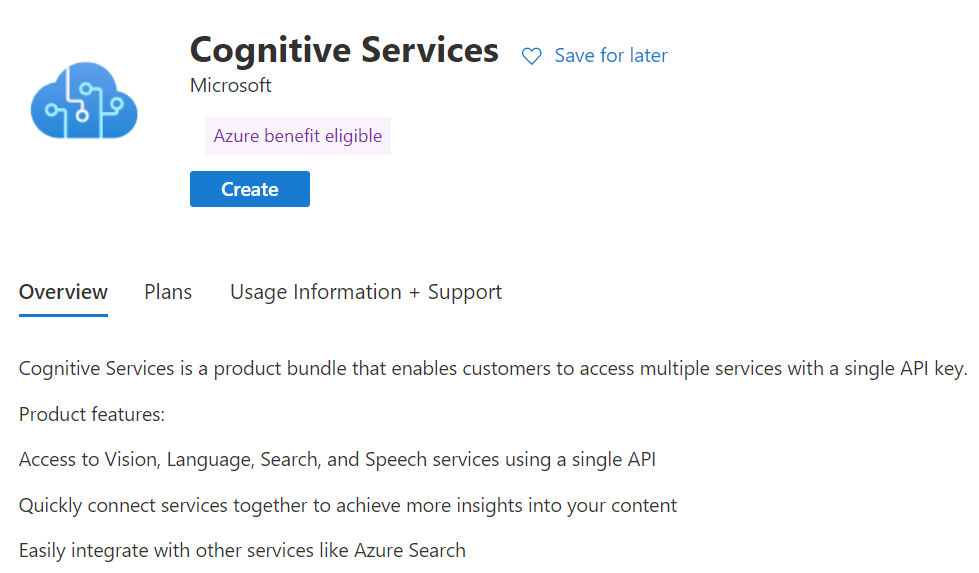 Cognitive Services
Save for later
Microsoft
Azure benefit eligible
Create
Overview
Plans
Usage Information + Support
Cognitive Services is a product bundle that enables customers to access multiple services with a single API key.
Product features:
Access to Vision, Language, Search, and Speech services using a single API
Quickly connect services together to achieve more insights into your content
Easily integrate with other services like Azure Search